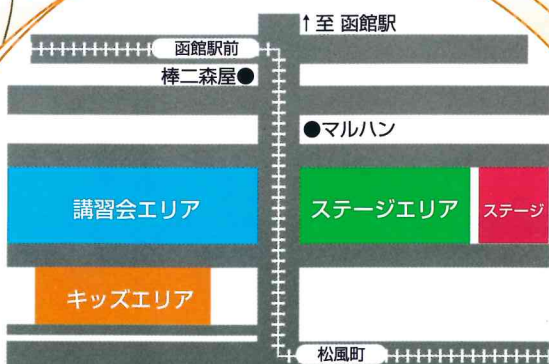 ↑至 函館駅
函館駅前
棒二森屋●
●マルハン
講習会エリア
ステージエリア
ステージ
キッズエリア
松風町